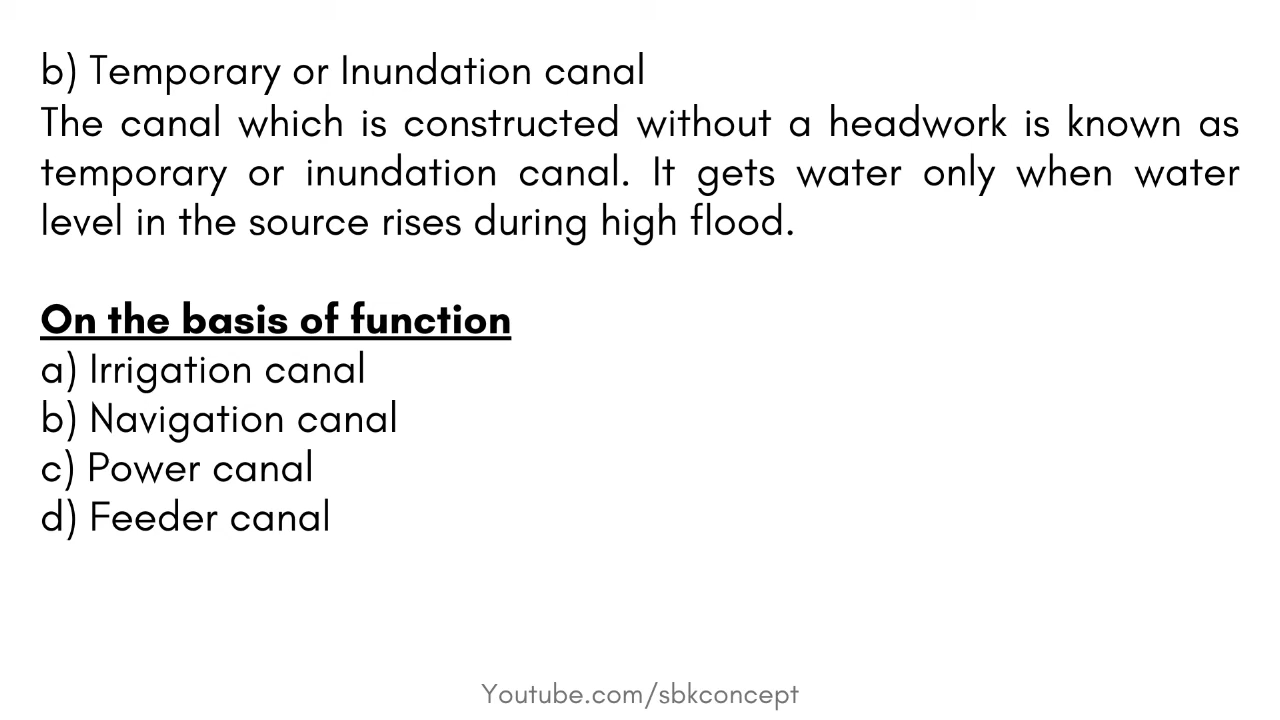 b) Temporary or Inundation canal
The canal which is constructed without a headwork is known as
temporary or inundation canal. It gets water only when water
level in the source rises during high flood.
On the basis of function
a) Irrigation canal
b) Navigation canal
c) Power canal
d) Feeder canal
Youtube.com/sbkconcept